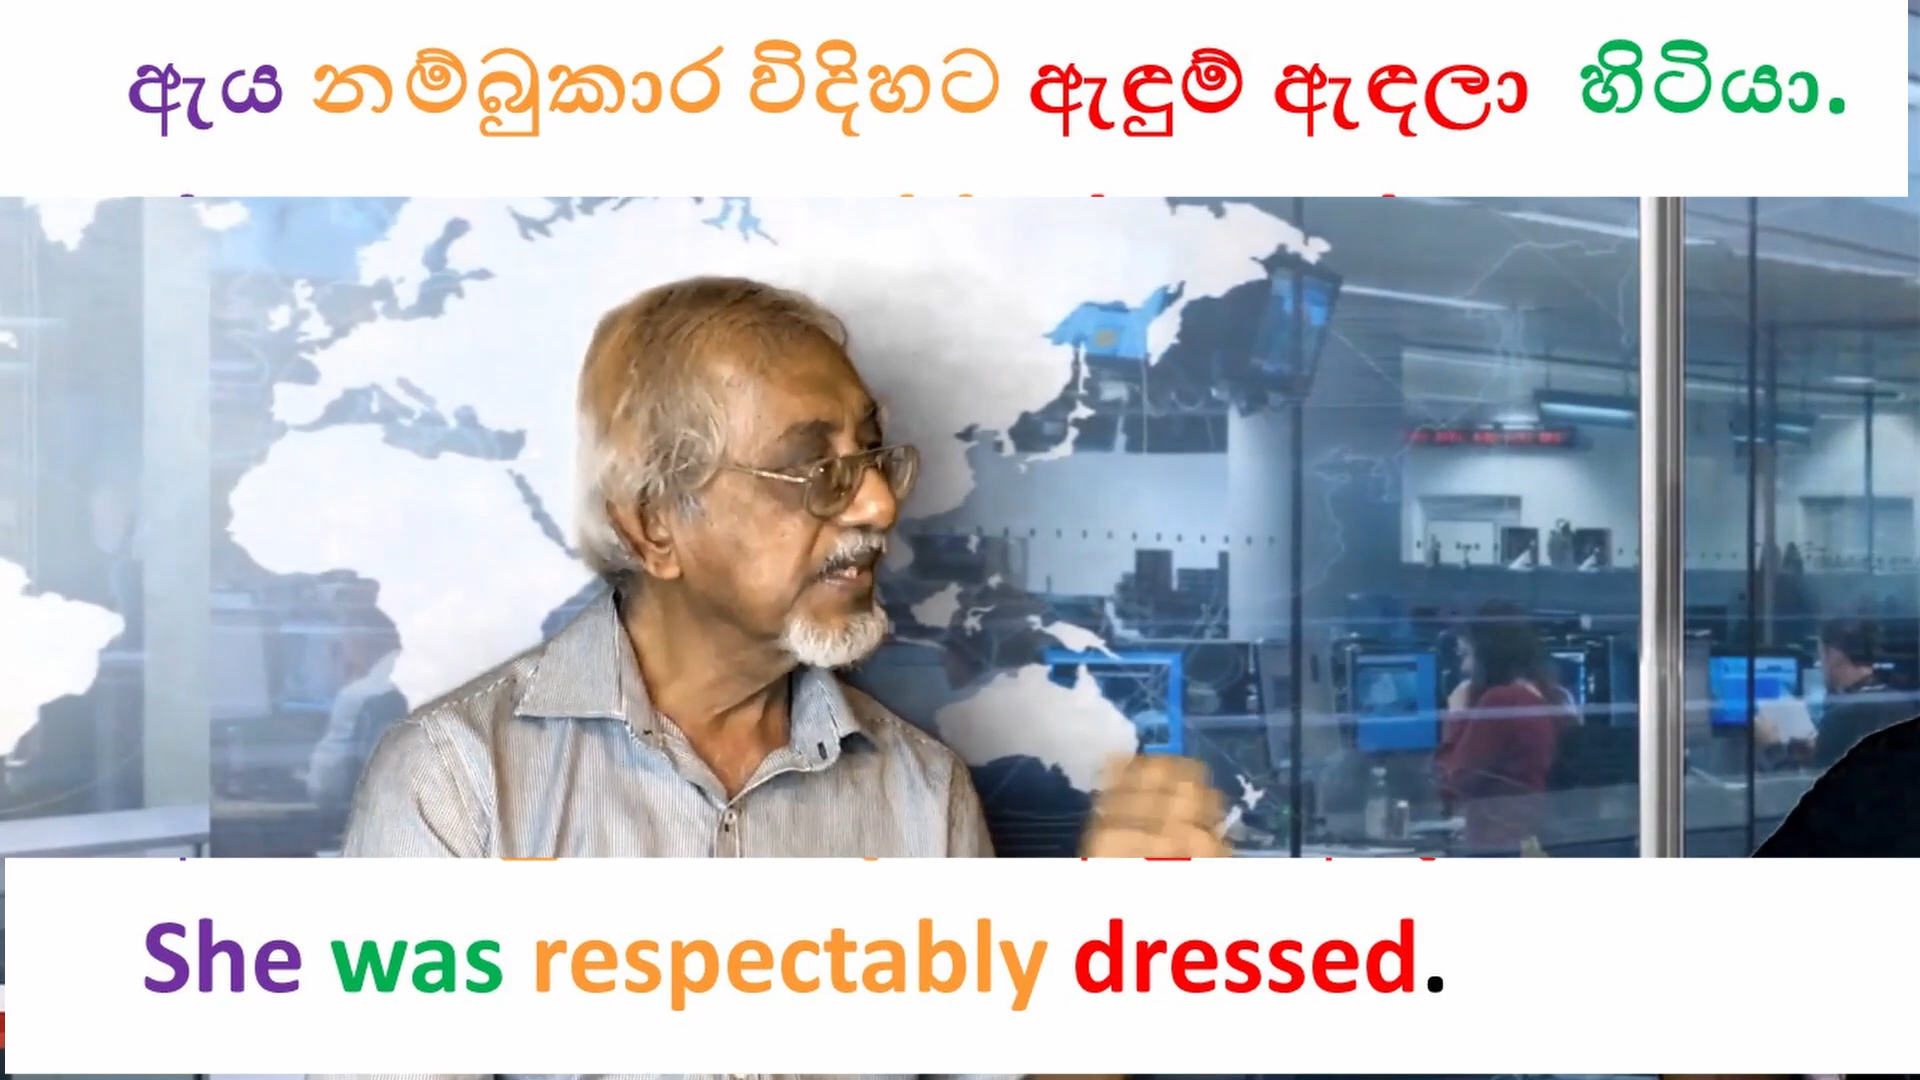 ඇය නම්බුකාර විදිහට ඇඳුම් ඇඳලා හිටියා.
She was respectably dressed.